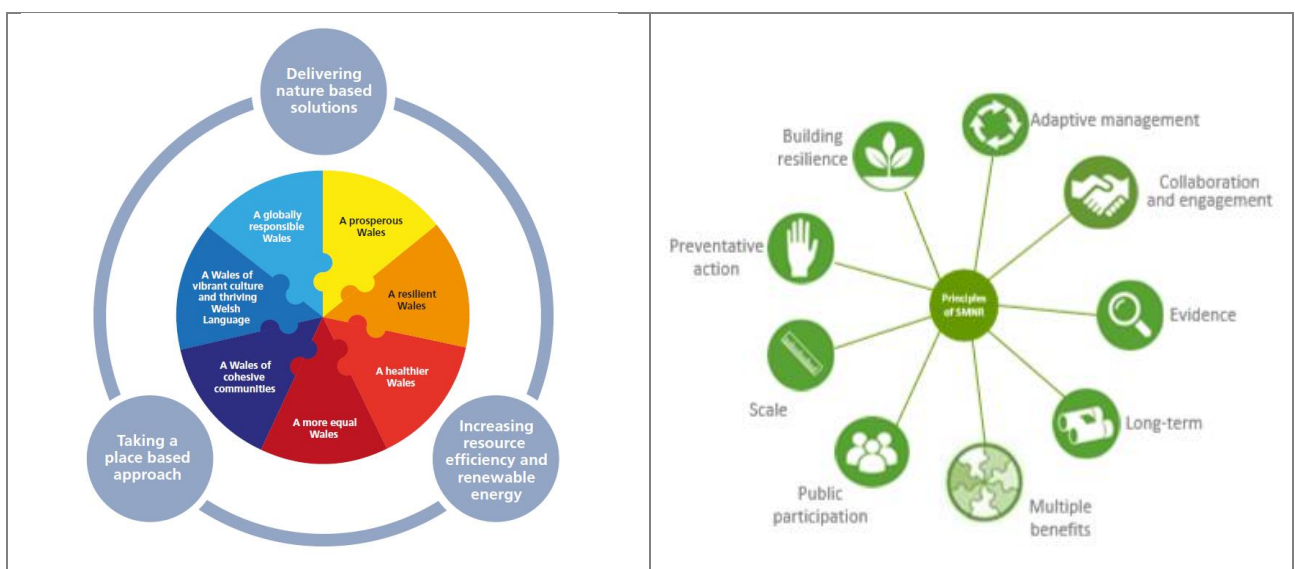 Delivering
nature based
solutions
A globally
responsible
Wales
A prosperous
Wales
A Wales of
vibrant culture
and thriving
Welsh
Language
A resilient
Wales
A Wales of
cohesive
communities
A healthier
Wales
A more equal
Wales
Taking a
place based
approach
Increasing
resource
efficiency and
renewable
energy
Adaptive management
Building
resilience
Collaboration
and engagement
Preventative
action
Principles
of SMNR
Evidence
Scale
Long-term
Public
participation
Multiple
benefits